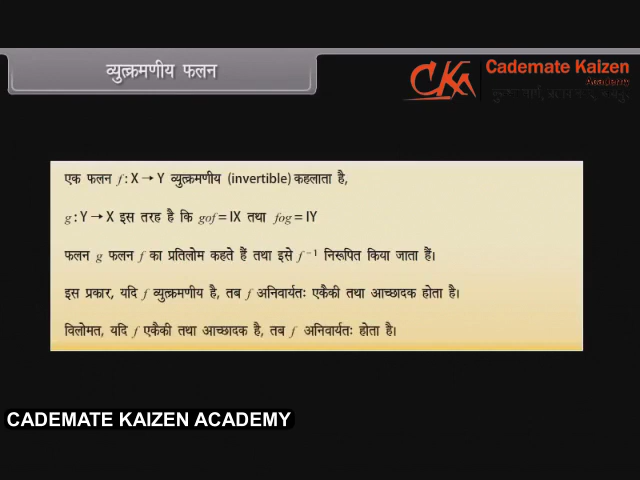 व्युत्क्रमणीय फलन
Cademate Kaizen
Academy
CKA
एक फलन f : X → Y व्युत्क्रमणीय (invertible) कहलाता है,
g : Y → X इस तरह है कि gof = IX तथा fog = IY
फलन g फलन f का प्रतिलोम कहते हैं तथा इसे f ⁻¹ निरूपित किया जाता हैं।
इस प्रकार, यदि f व्युत्क्रमणीय है, तब f अनिवार्यतः एकैकी तथा आच्छादक होता है।
विलोमत, यदि f एकैकी तथा आच्छादक है, तब f अनिवार्यतः होता है।
CADEMATE KAIZEN ACADEMY